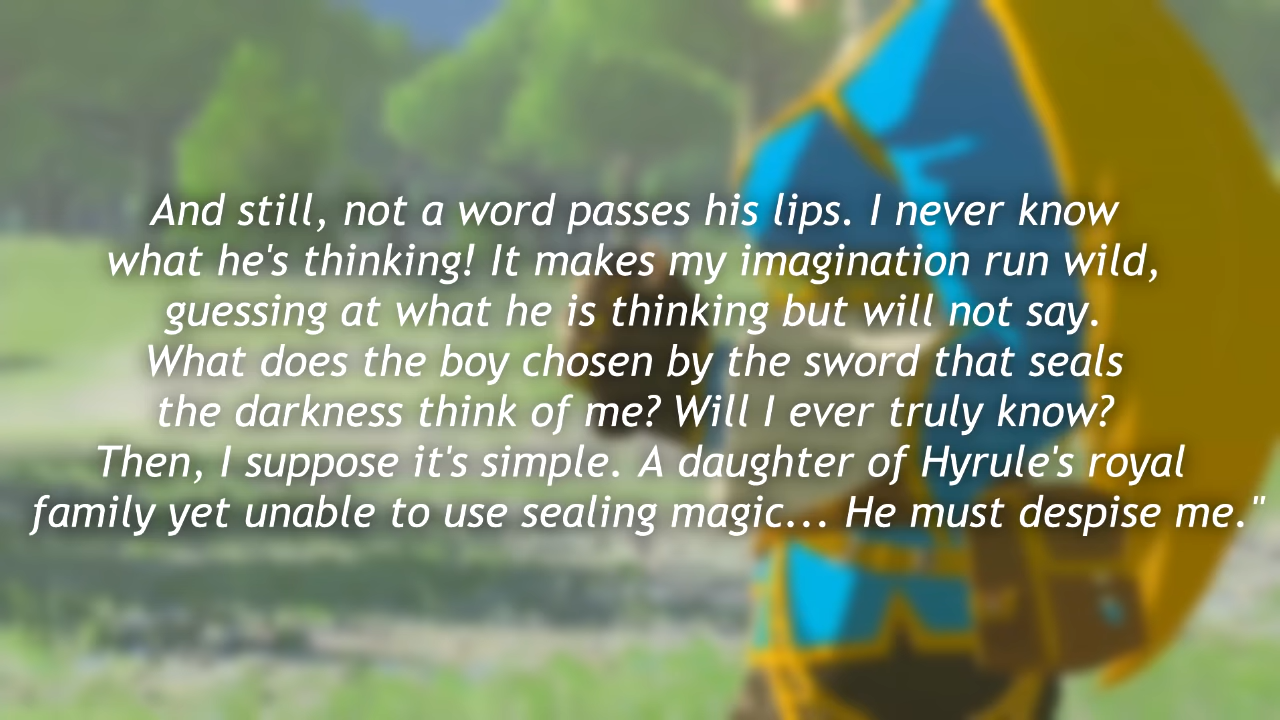 And still, not a word passes his lips. I never know
what he's thinking! It makes my imagination run wild,
guessing at what he is thinking but will not say.
What does the boy chosen by the sword that seals
the darkness think of me? Will I ever truly know?
Then, I suppose it's simple. A daughter of Hyrule's royal
family yet unable to use sealing magic... He must despise me."